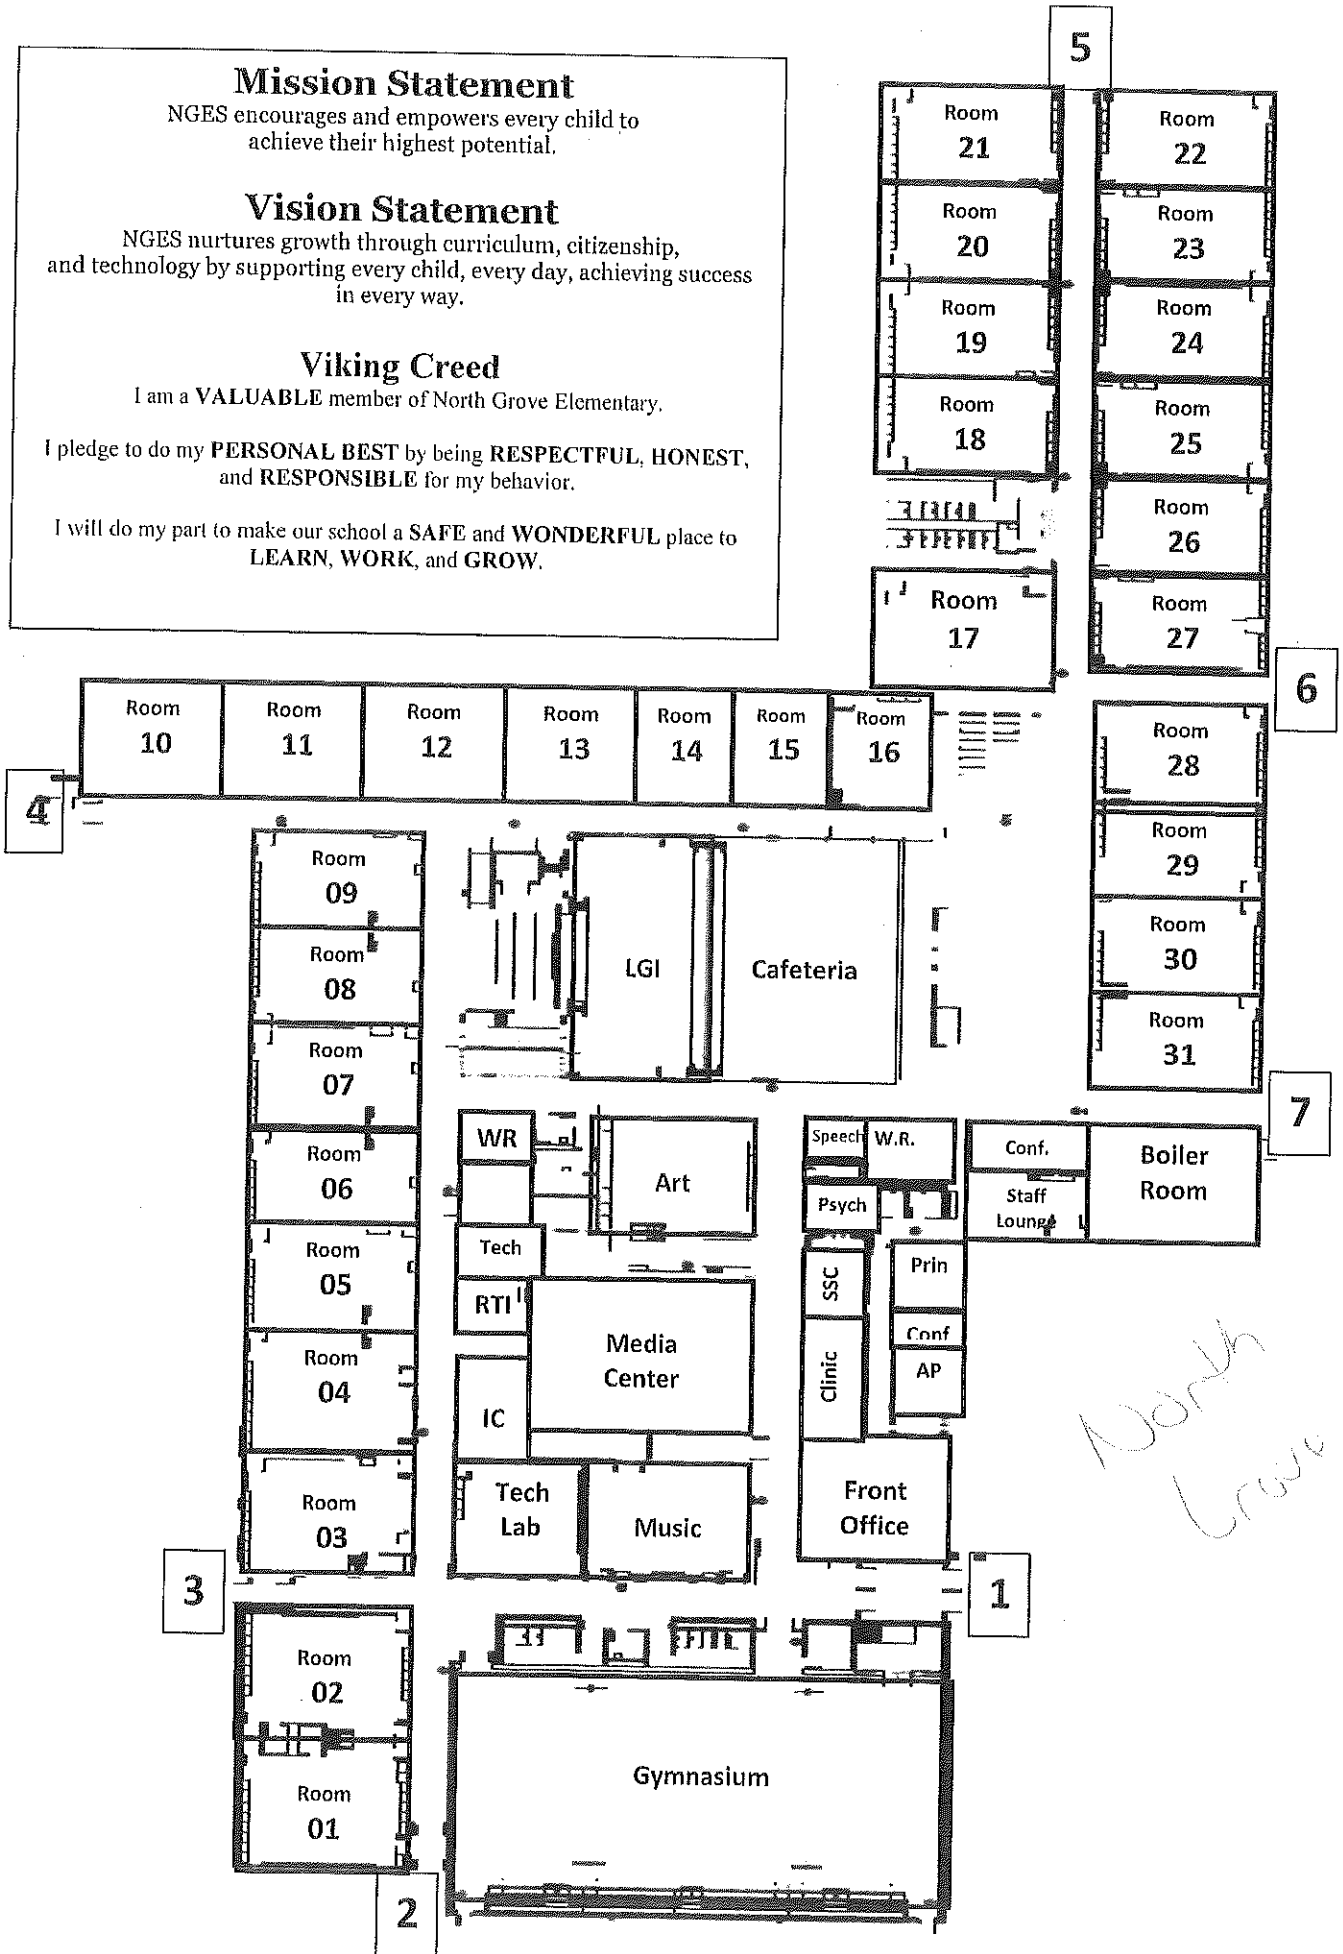 Mission Statement
NGES encourages and empowers every child to
achieve their highest potential.
Vision Statement
NGES nurtures growth through curriculum, citizenship,
and technology by supporting every child, every day, achieving success
in every way.
Viking Creed
I am a VALUABLE member of North Grove Elementary.
I pledge to do my PERSONAL BEST by being RESPECTFUL, HONEST,
and RESPONSIBLE for my behavior.
I will do my part to make our school a SAFE and WONDERFUL place to
LEARN, WORK, and GROW.
5
Room
21
Room
22
Room
20
Room
23
Room
19
Room
24
Room
18
Room
25
Room
26
Room
17
Room
27
6
Room
10
Room
11
Room
12
Room
13
Room
14
Room
15
Room
16
Room
28
4
Room
09
Room
29
Room
08
LGI
Cafeteria
Room
30
Room
07
Room
31
7
WR
Art
Speech
W.R.
Conf.
Boiler
Room
Room
06
Psych
Staff
Lounge
Room
05
Tech
SSC
Prin
RTI
Media
Center
Conf
Room
04
Clinic
AP
IC
North
Grove
Room
03
Tech
Lab
Music
Front
Office
3
1
Room
02
Gymnasium
Room
01
2